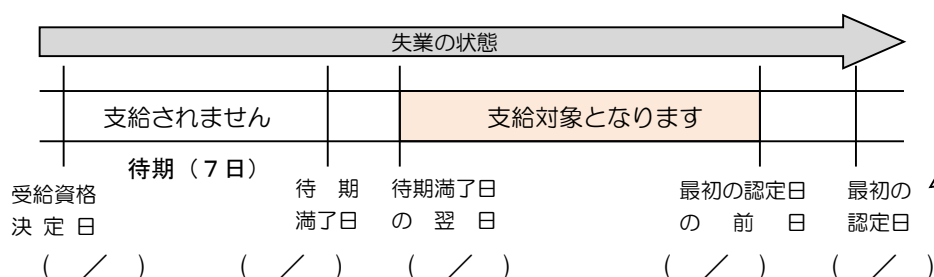 失業の状態
支給されません
支給対象となります
待期（７日）
受給資格
決定日
待期
満了日
待期満了日
の翌日
最初の認定日
の前日
最初の
認定日
（　／　）
（　／　）
（　／　）
（　／　）
（　／　）